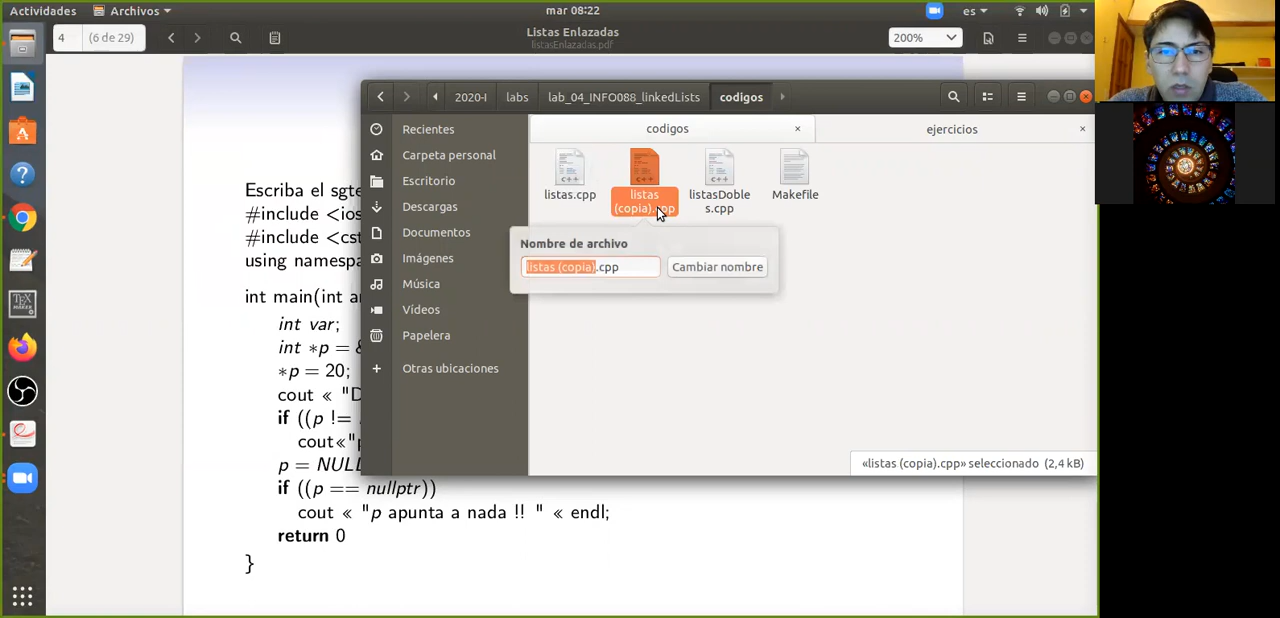 Actividades
Archivos
mar 08:22
es
4
(6 de 29)
Listas Enlazadas
listasEnlazadas.pdf
200%
2020-I
labs
lab_04_INFO088_linkedLists
codigos
Recientes
Carpeta personal
Escritorio
Descargas
Documentos
Imágenes
Música
Vídeos
Papelera
Otras ubicaciones
codigos
ejercicios
listas.cpp
listas
(copia).cpp
listasDoble
s.cpp
Makefile
Nombre de archivo
listas (copia).cpp
Cambiar nombre
«listas (copia).cpp» seleccionado (2,4 kB)
Escriba el sgte
#include <ios
#include <cst
using namespa
int main(int ar
int var;
int *p = &
*p = 20;
cout « "D
if ((p !=
cout«"p
p = NULL
if ((p == nullptr))
cout « "p apunta a nada !! " « endl;
return 0
}